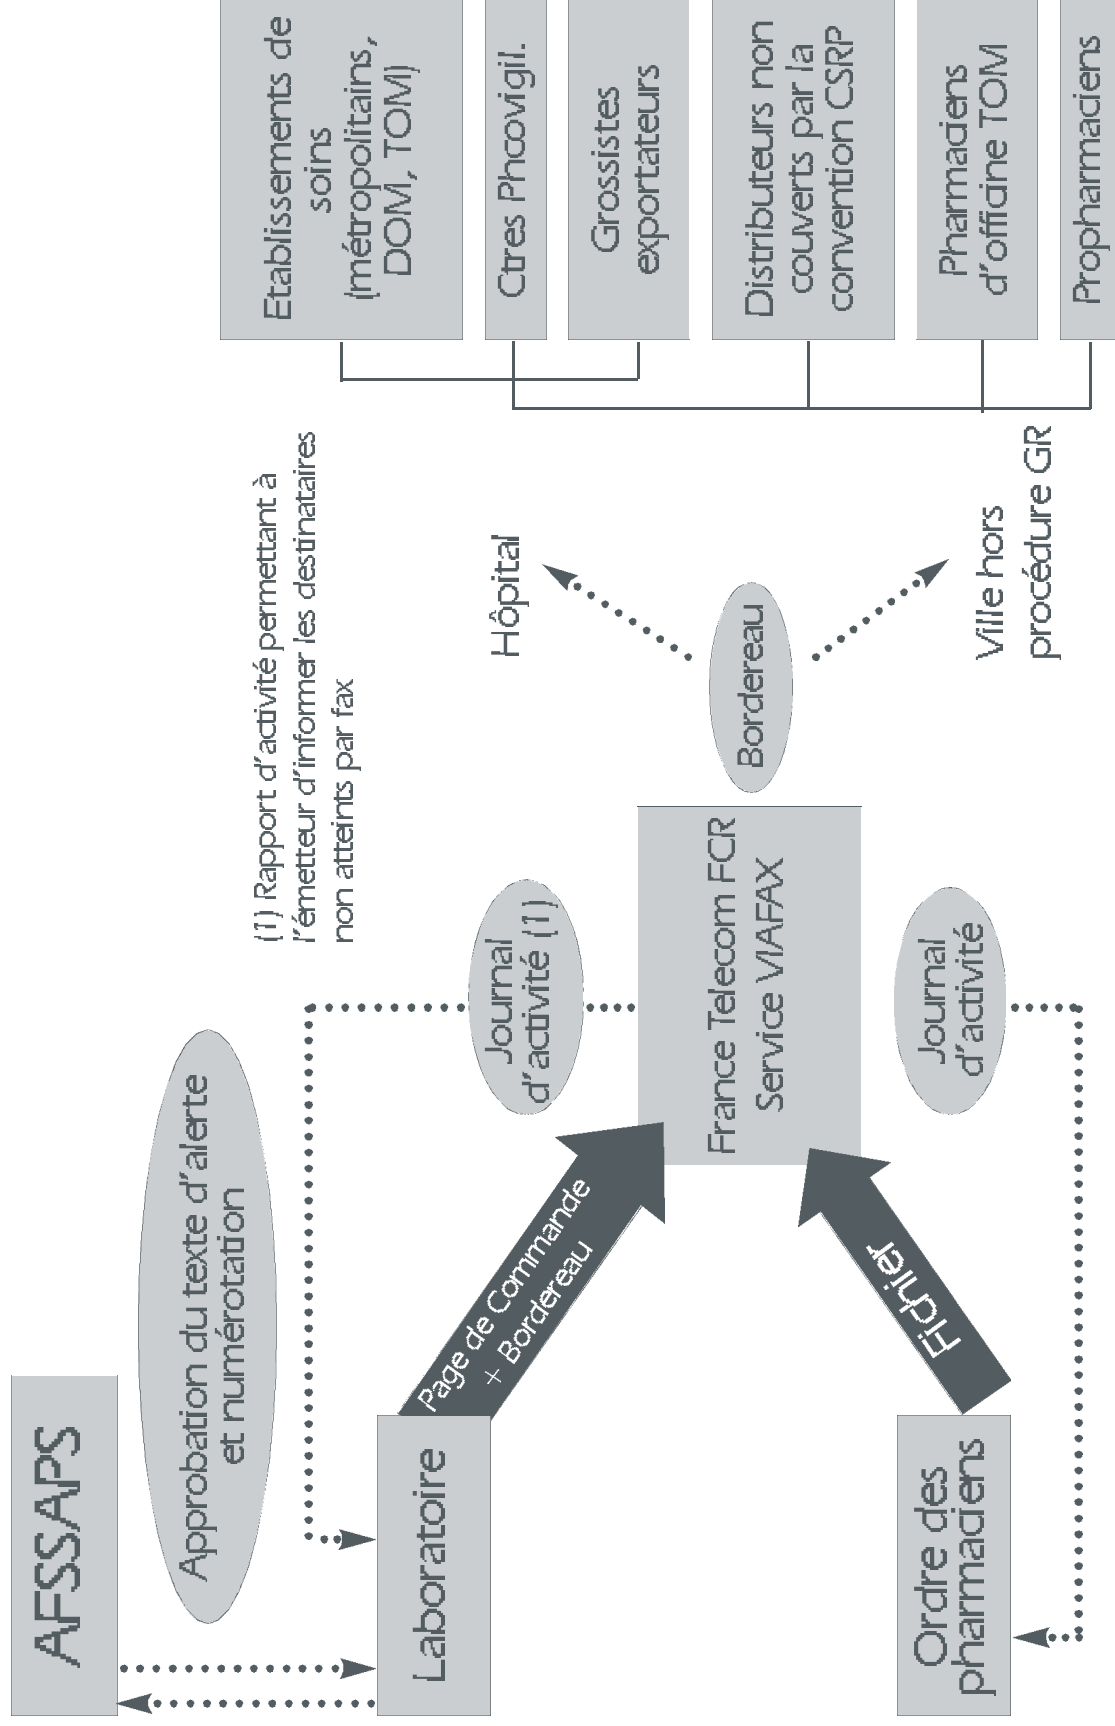 AFSSAPS
Approbation du texte d'alerte
et numérotation
(1) Rapport d'activité permettant à
l'émetteur d'informer les destinataires
non atteints par fax
Etablissements de
soins
(métropolitains,
DOM, TOM)
Laboratoire
Page de Commande
+ Bordereau
Journal
d'activité (1)
Hôpital
Ctres Phcovigil.
Grossistes
exportateurs
France Telecom FCR
Service VIAFAX
Bordereau
Distributeurs non
couverts par la
convention CSRP
Ordre des
pharmaciens
Fichier
Journal
d'activité
Ville hors
procédure GR
Pharmaciens
d'officine TOM
Propharmaciens